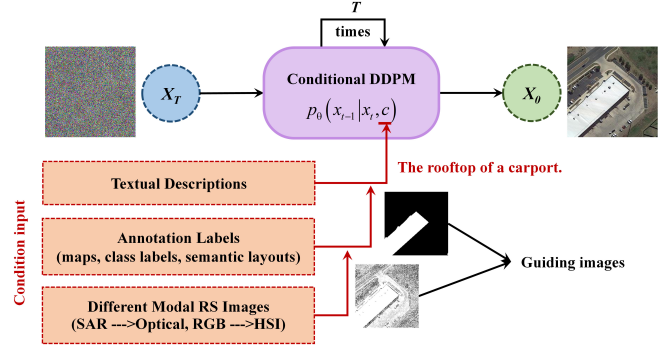 T
times
X_T
Conditional DDPM
p_θ(x_{t-1}|x_t, c)
X_0
The rooftop of a carport.
Condition input
Textual Descriptions
Annotation Labels
(maps, class labels, semantic layouts)
Guiding images
Different Modal RS Images
(SAR --->Optical, RGB --->HSI)